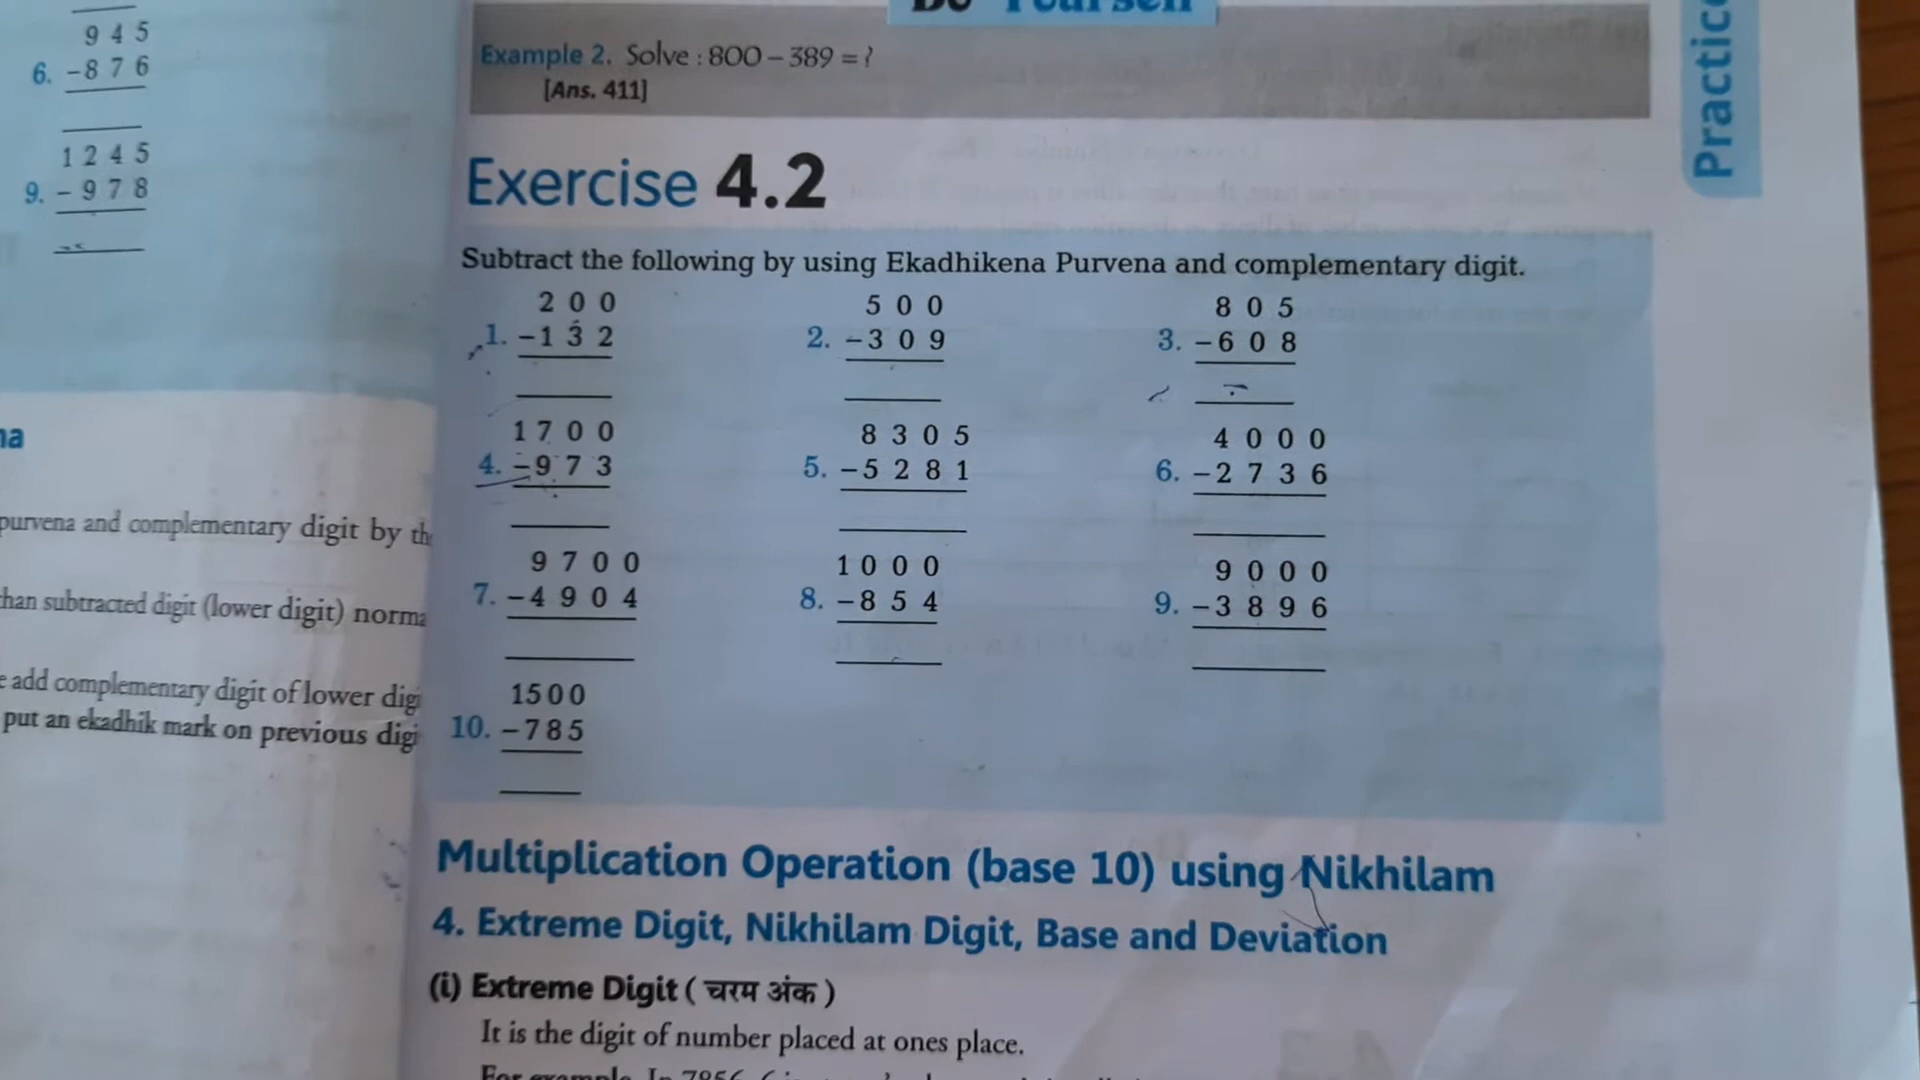 9 4 5
6. -8 7 6
1 2 4 5
9. - 9 7 8
purvena and complementary digit by
than subtracted digit (lower digit)
add complementary digit of lower
put an ekadhik mark on previous
Example 2. Solve : 800 – 389 = ?
[Ans. 411]
Practice
Exercise 4.2
Subtract the following by using Ekadhikena Purvena and complementary digit.
2 0 0 5 0 0 8 0 5
1. -1 3 2 2. -3 0 9 3. -6 0 8
1 7 0 0 8 3 0 5 4 0 0 0
4. -9 7 3 5. -5 2 8 1 6. -2 7 3 6
9 7 0 0 1 0 0 0 9 0 0 0
7. -4 9 0 4 8. -8 5 4 9. -3 8 9 6
1500
10. -785
Multiplication Operation (base 10) using Nikhilam
4. Extreme Digit, Nikhilam Digit, Base and Deviation
(i) Extreme Digit ( चरम अंक )
It is the digit of number placed at ones place.